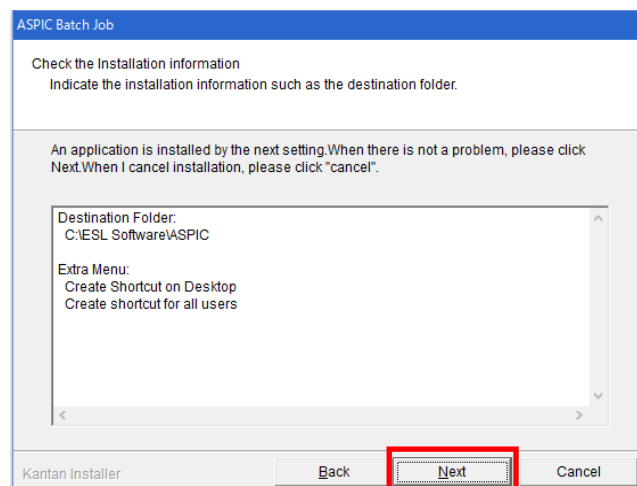 ASPIC Batch Job
Check the Installation information
Indicate the installation information such as the destination folder.
An application is installed by the next setting.When there is not a problem, please click
Next.When I cancel installation, please click "cancel".
Destination Folder:
C:\ESL Software\ASPIC
Extra Menu:
Create Shortcut on Desktop
Create shortcut for all users
Kantan Installer
Back
Next
Cancel